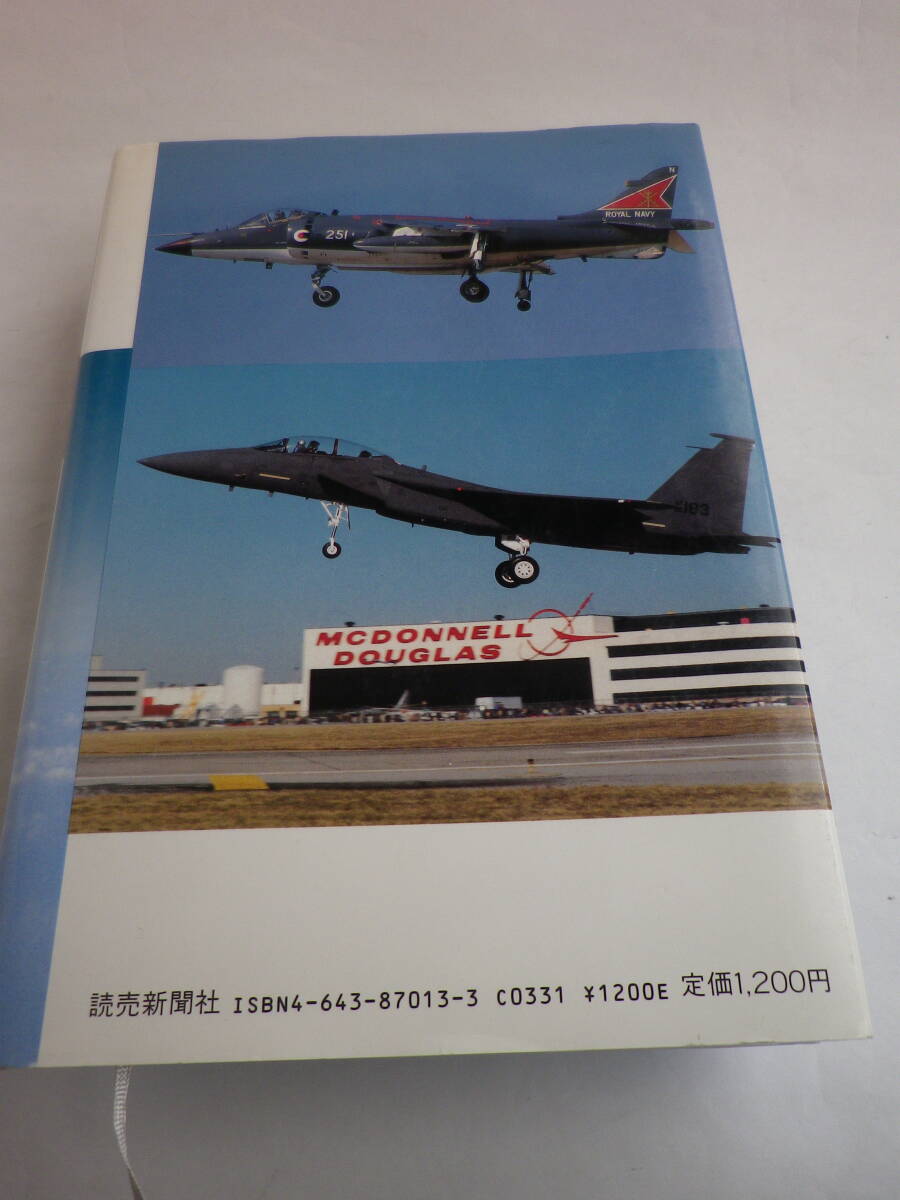 N
ROYAL NAVY
251
183
MCDONNELL
DOUGLAS
読売新聞社 ISBN4-643-87013-3 C0331 ¥1200E 定価1,200円